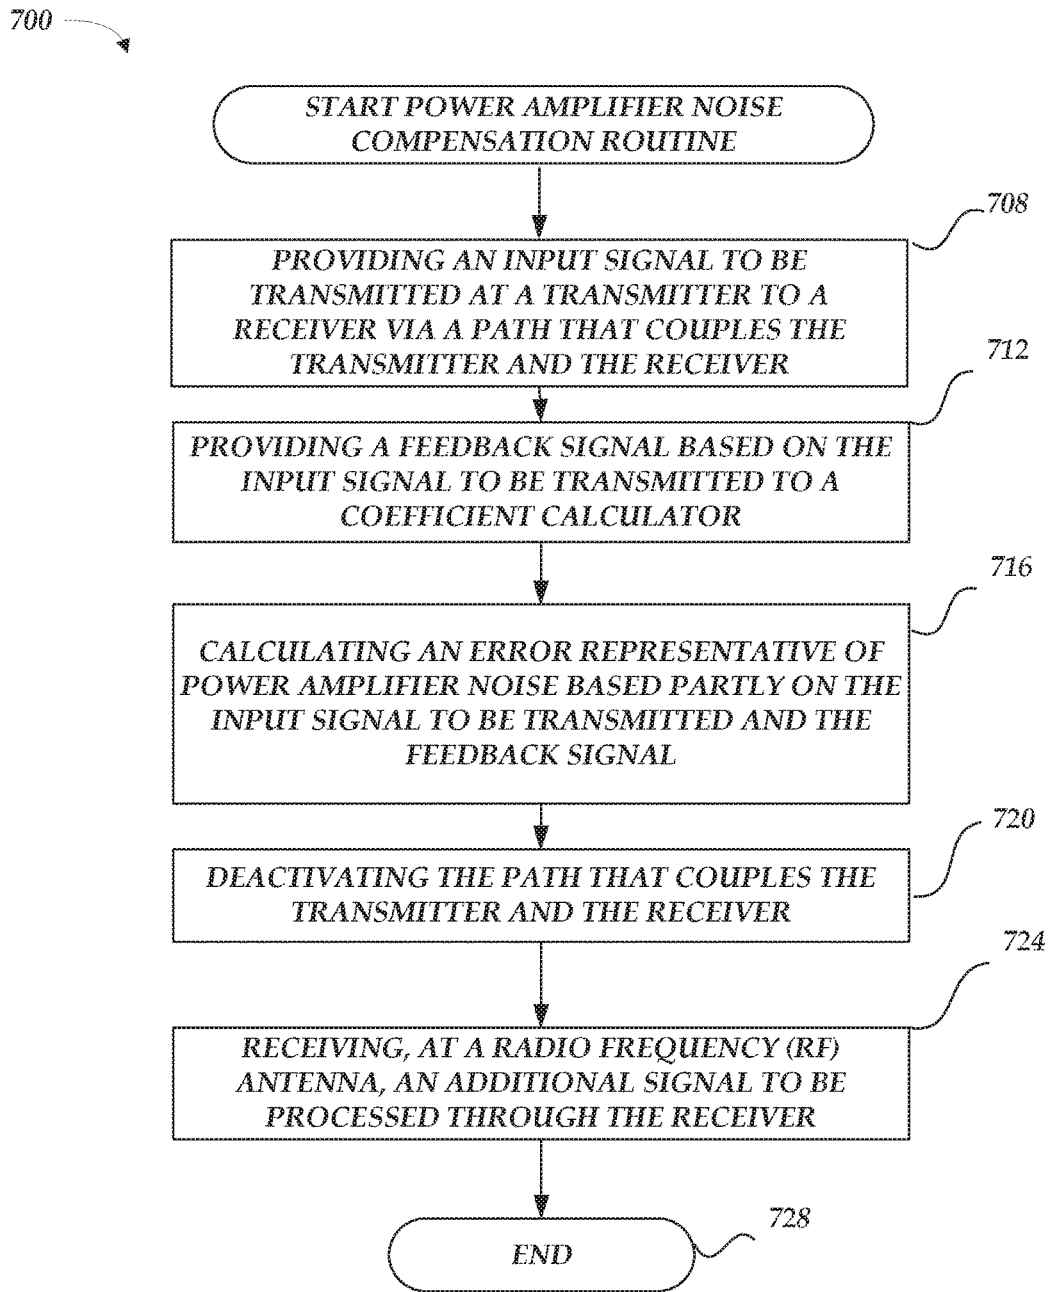 700
START POWER AMPLIFIER NOISE
COMPENSATION ROUTINE
708
PROVIDING AN INPUT SIGNAL TO BE
TRANSMITTED AT A TRANSMITTER TO A
RECEIVER VIA A PATH THAT COUPLES THE
TRANSMITTER AND THE RECEIVER
712
PROVIDING A FEEDBACK SIGNAL BASED ON THE
INPUT SIGNAL TO BE TRANSMITTED TO A
COEFFICIENT CALCULATOR
716
CALCULATING AN ERROR REPRESENTATIVE OF
POWER AMPLIFIER NOISE BASED PARTLY ON THE
INPUT SIGNAL TO BE TRANSMITTED AND THE
FEEDBACK SIGNAL
720
DEACTIVATING THE PATH THAT COUPLES THE
TRANSMITTER AND THE RECEIVER
724
RECEIVING, AT A RADIO FREQUENCY (RF)
ANTENNA, AN ADDITIONAL SIGNAL TO BE
PROCESSED THROUGH THE RECEIVER
728
END